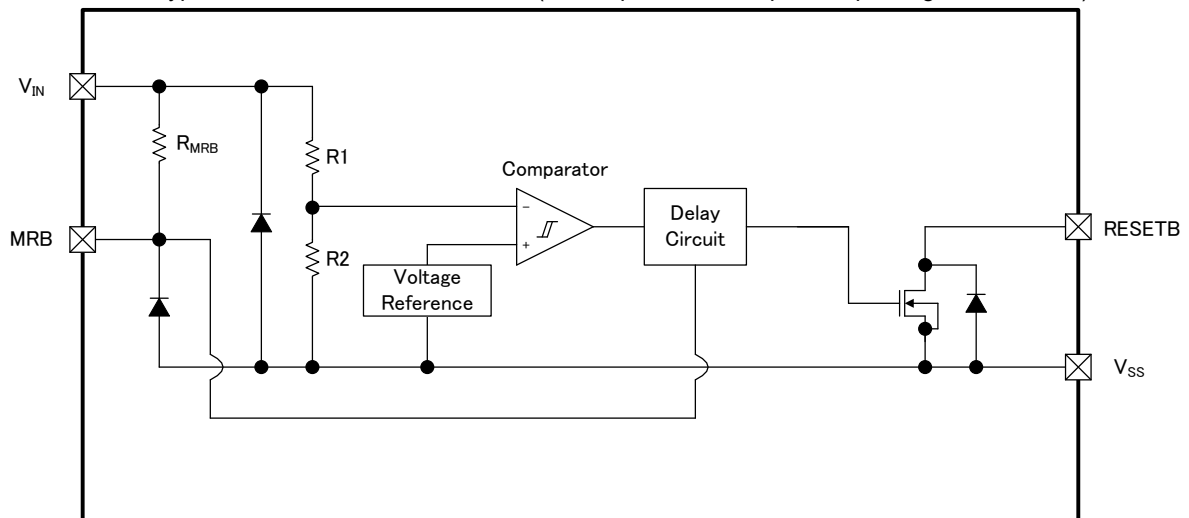 V_IN
R_MRB
R1
Comparator
−
+
Delay
Circuit
MRB
R2
Voltage
Reference
RESETB
V_SS